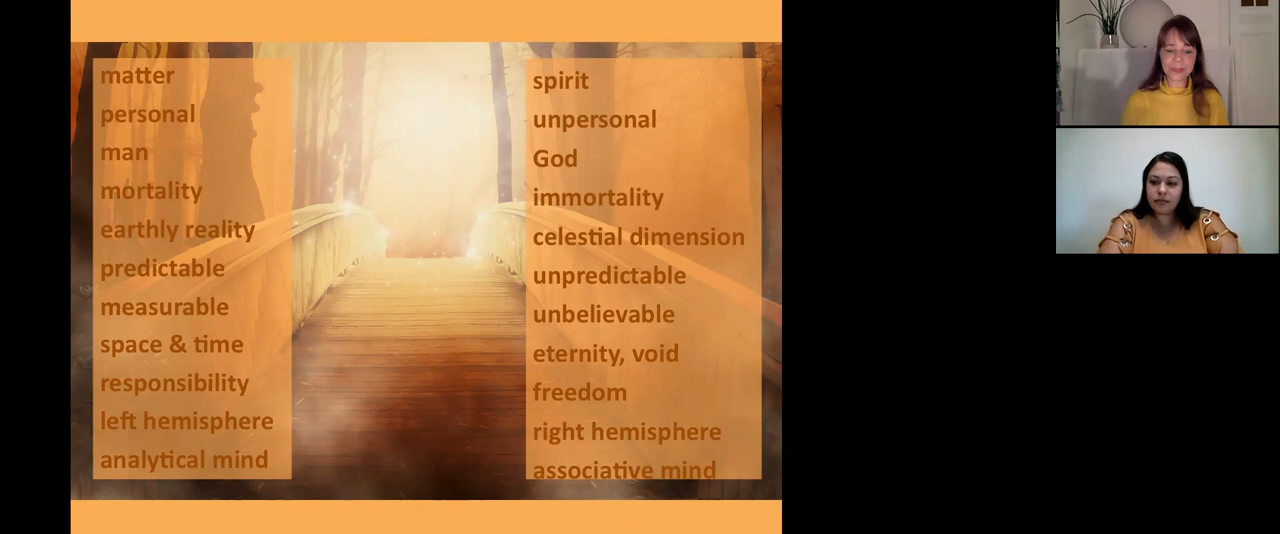 matter
personal
man
mortality
earthly reality
predictable
measurable
space & time
responsibility
left hemisphere
analytical mind
spirit
unpersonal
God
immortality
celestial dimension
unpredictable
unbelievable
eternity, void
freedom
right hemisphere
associative mind